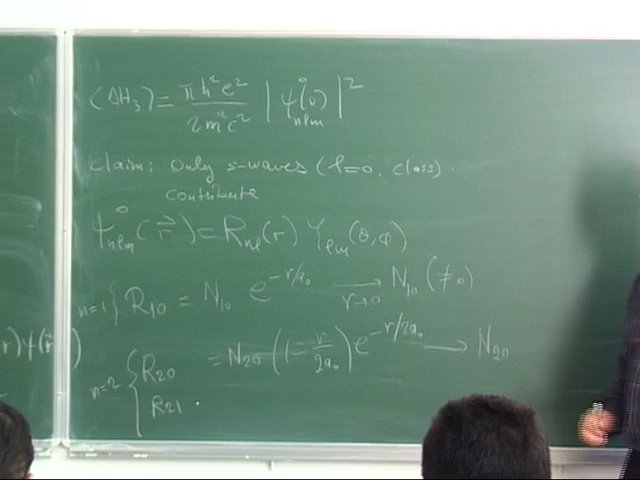 ⟨ΔH₃⟩ = πħ²e² / 2m²c² |ψ⁰ₙₗₘ(0)|²
Claim: Only s-waves (l=0, class)
contribute
ψ⁰ₙₗₘ(r⃗) = Rₙₗ(r) Yₗₘ(θ,φ)
n=1 { R₁₀ = N₁₀ e^{-r/a₀} →_{r→0} N₁₀ (≠0)
r)ψ(r⃗)
n=2 { R₂₀ = N₂₀ (1 - r/2a₀) e^{-r/2a₀} → N₂₀
R₂₁